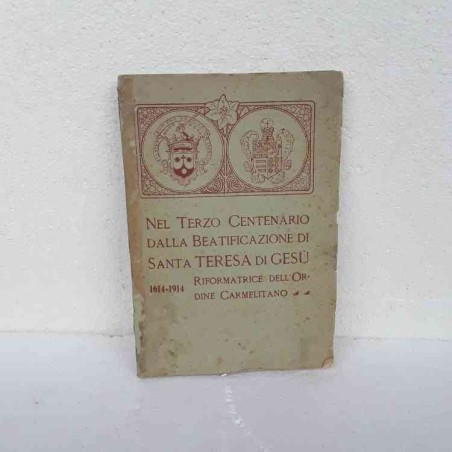 Nel Terzo Centenario
dalla Beatificazione di
Santa TERESA di GESÙ
1614-1914 Riformatrice dell'Or-
dine Carmelitano